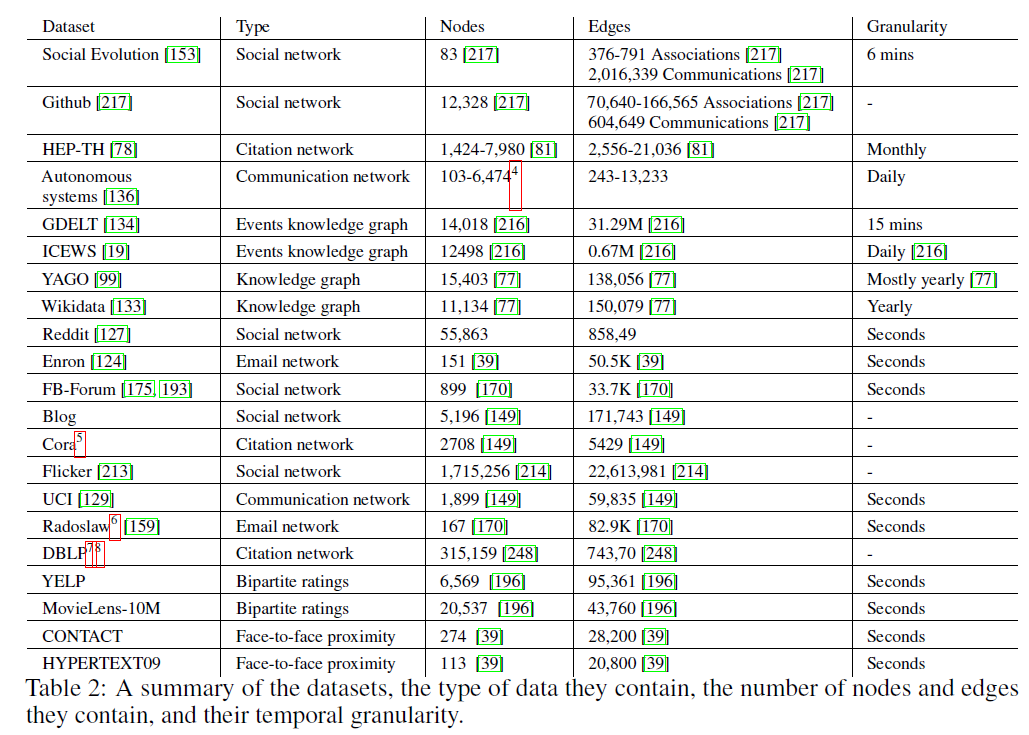 Dataset Type Nodes Edges Granularity
Social Evolution [153] Social network 83 [217] 376-791 Associations [217] 6 mins
2,016,339 Communications [217]
Github [217] Social network 12,328 [217] 70,640-166,565 Associations [217] -
604,649 Communications [217]
HEP-TH [78] Citation network 1,424-7,980 [81] 2,556-21,036 [81] Monthly
Autonomous Communication network 103-6,474⁴ 243-13,233 Daily
systems [136]
GDELT [134] Events knowledge graph 14,018 [216] 31.29M [216] 15 mins
ICEWS [19] Events knowledge graph 12498 [216] 0.67M [216] Daily [216]
YAGO [99] Knowledge graph 15,403 [77] 138,056 [77] Mostly yearly [77]
Wikidata [133] Knowledge graph 11,134 [77] 150,079 [77] Yearly
Reddit [127] Social network 55,863 858,49 Seconds
Enron [124] Email network 151 [39] 50.5K [39] Seconds
FB-Forum [175, 193] Social network 899 [170] 33.7K [170] Seconds
Blog Social network 5,196 [149] 171,743 [149] -
Cora⁵ Citation network 2708 [149] 5429 [149] -
Flicker [213] Social network 1,715,256 [214] 22,613,981 [214] -
UCI [129] Communication network 1,899 [149] 59,835 [149] Seconds
Radoslaw⁶ [159] Email network 167 [170] 82.9K [170] Seconds
DBLP⁷⁸ Citation network 315,159 [248] 743,70 [248] -
YELP Bipartite ratings 6,569 [196] 95,361 [196] Seconds
MovieLens-10M Bipartite ratings 20,537 [196] 43,760 [196] Seconds
CONTACT Face-to-face proximity 274 [39] 28,200 [39] Seconds
HYPERTEXT09 Face-to-face proximity 113 [39] 20,800 [39] Seconds
Table 2: A summary of the datasets, the type of data they contain, the number of nodes and edges
they contain, and their temporal granularity.